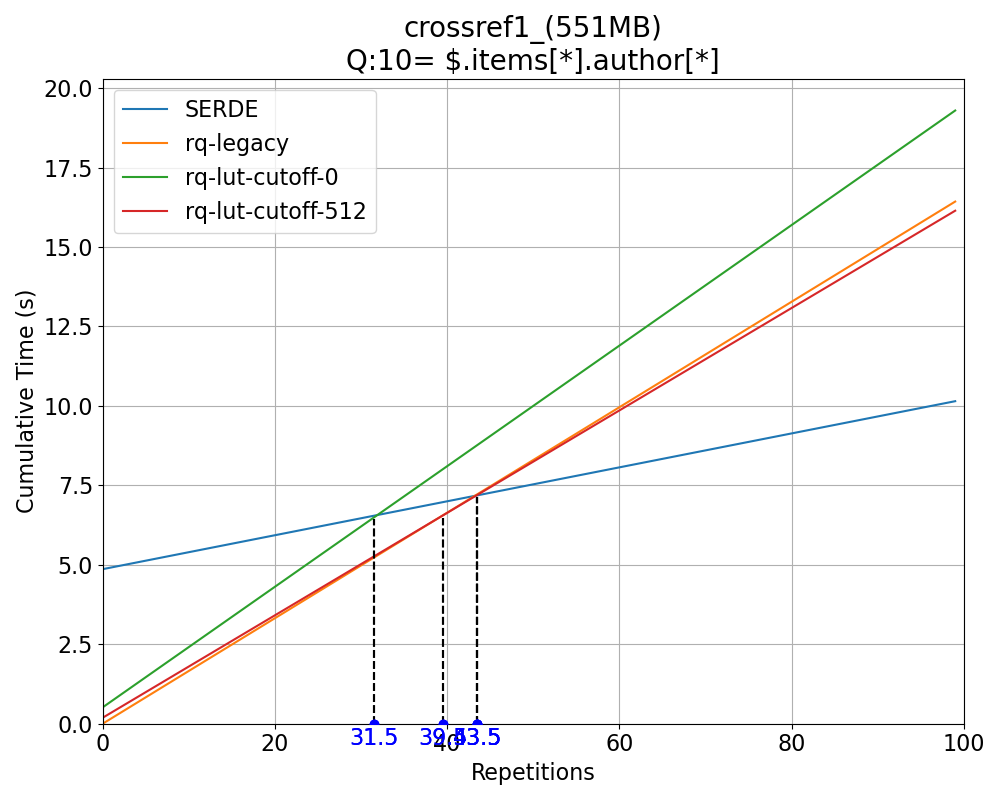 crossref1_(551MB)
Q:10= $.items[*].author[*]
20.0
17.5
15.0
12.5
10.0
7.5
5.0
2.5
0.0
Cumulative Time (s)
SERDE
rq-legacy
rq-lut-cutoff-0
rq-lut-cutoff-512
0 20 40 60 80 100
31.5 39.5 43.5
Repetitions